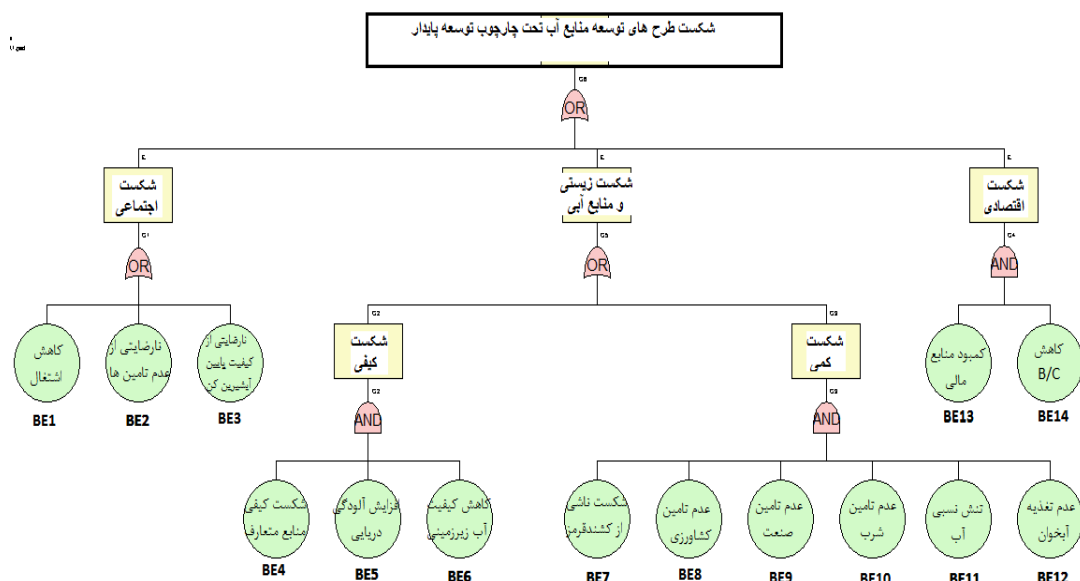 شکست طرح های توسعه منابع آب تحت چارچوب توسعه پایدار
OR
شکست
اجتماعی
شکست زیستی
و منابع آبی
شکست
اقتصادی
G1
G5
G4
OR
OR
AND
کاهش
اشتغال
نارضایتی از
عدم تامین ها
نارضایتی از
کیفیت پایین
آبشیرین کن
شکست
کیفی
شکست
کمی
کمبود منابع
مالی
کاهش
B/C
BE1
BE2
BE3
BE13
BE14
G2
AND
AND
شکست کیفی
منابع متعارف
افزایش آلودگی
دریایی
کاهش کیفیت
آب زیرزمینی
شکست ناشی
از کشندقرمز
عدم تامین
کشاورزی
عدم تامین
صنعت
عدم تامین
شرب
تنش نسبی
آب
عدم تغذیه
آبخوان
BE4
BE5
BE6
BE7
BE8
BE9
BE10
BE11
BE12